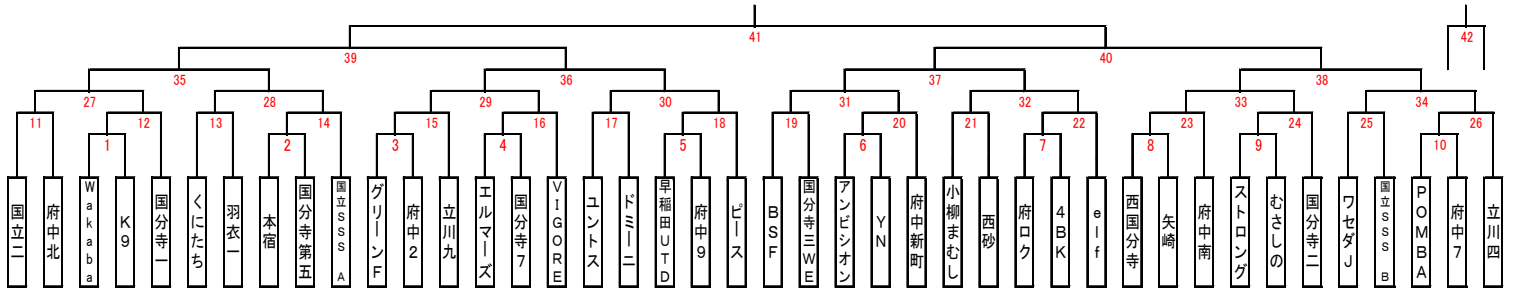 41
42
39
40
35
36
37
38
27
28
29
30
31
32
33
34
11
12
13
14
15
16
17
18
19
20
21
22
23
24
25
26
1
2
3
4
5
6
7
8
9
10
国立二
府中北
Wakaba
K9
国分寺一
くにたち
羽衣一
本宿
国分寺第五
国立SSS A
グリーンF
府中2
立川九
エルマーズ
国分寺7
VIGORE
ユントス
ドミーニ
早稲田UTD
府中9
ピース
BSF
国分寺三WE
アンビシオン
YN
府中新町
小柳まむし
西砂
府ロク
4BK
elf
西国分寺
矢崎
府中南
ストロング
むさしの
国分寺二
ワセダJ
国立SSS B
POMBA
府中7
立川四